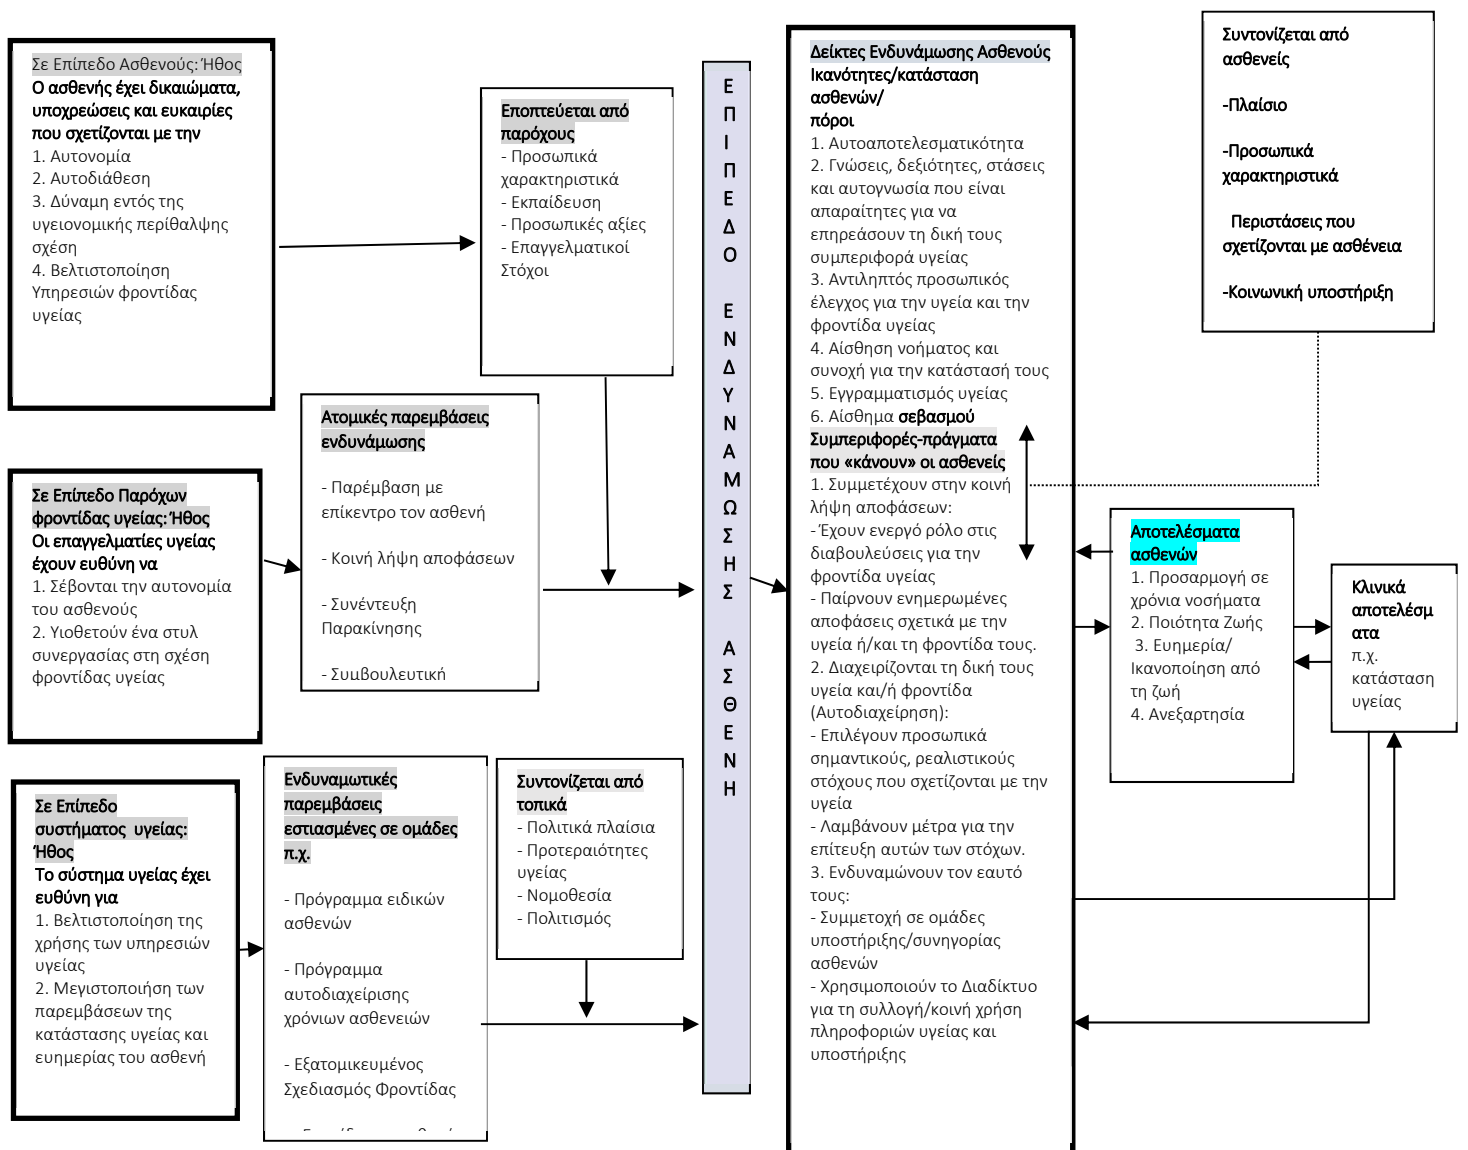 Σε Επίπεδο Ασθενούς: Ήθος
Ο ασθενής έχει δικαιώματα,
υποχρεώσεις και ευκαιρίες
που σχετίζονται με την
1. Αυτονομία
2. Αυτοδιάθεση
3. Δύναμη εντός της
υγειονομικής περίθαλψης
σχέση
4. Βελτιστοποίηση
Υπηρεσιών φροντίδας
υγείας
Εποπτεύεται από
παρόχους
- Προσωπικά
χαρακτηριστικά
- Εκπαίδευση
- Προσωπικές αξίες
- Επαγγελματικοί
Στόχοι
Σε Επίπεδο Παρόχων
φροντίδας υγείας: Ήθος
Οι επαγγελματίες υγείας
έχουν ευθύνη να
1. Σέβονται την αυτονομία
του ασθενούς
2. Υιοθετούν ένα στυλ
συνεργασίας στη σχέση
φροντίδας υγείας
Ατομικές παρεμβάσεις
ενδυνάμωσης
- Παρέμβαση με
επίκεντρο τον ασθενή
- Κοινή λήψη αποφάσεων
- Συνέντευξη
Παρακίνησης
- Συμβουλευτική
Σε Επίπεδο
συστήματος υγείας:
Ήθος
Το σύστημα υγείας έχει
ευθύνη για
1. Βελτιστοποίηση της
χρήσης των υπηρεσιών
υγείας
2. Μεγιστοποιήση των
παρεμβάσεων της
κατάστασης υγείας και
ευημερίας του ασθενή
Ενδυναμωτικές
παρεμβάσεις
εστιασμένες σε ομάδες
π.χ.
- Πρόγραμμα ειδικών
ασθενών
- Πρόγραμμα
αυτοδιαχείρισης
χρόνιων ασθενειών
- Εξατομικευμένος
Σχεδιασμός Φροντίδας
Συντονίζεται από
τοπικά
- Πολιτικά πλαίσια
- Προτεραιότητες
υγείας
- Νομοθεσία
- Πολιτισμός
ΕΠΙΠΕΔΟ ΕΝΔΥΝΑΜΩΣΗΣ ΑΣΘΕΝΗ
Δείκτες Ενδυνάμωσης Ασθενούς
Ικανότητες/κατάσταση
ασθενών/
πόροι
1. Αυτοαποτελεσματικότητα
2. Γνώσεις, δεξιότητες, στάσεις
και αυτογνωσία που είναι
απαραίτητες για να
επηρεάσουν τη δική τους
συμπεριφορά υγείας
3. Αντιληπτός προσωπικός
έλεγχος για την υγεία και την
φροντίδα υγείας
4. Αίσθηση νοήματος και
συνοχή για την κατάστασή τους
5. Εγγραμματισμός υγείας
6. Αίσθημα σεβασμού
Συμπεριφορές-πράγματα
που «κάνουν» οι ασθενείς
1. Συμμετέχουν στην κοινή
λήψη αποφάσεων:
- Έχουν ενεργό ρόλο στις
διαβουλεύσεις για την
φροντίδα υγείας
- Παίρνουν ενημερωμένες
αποφάσεις σχετικά με την
υγεία ή/και τη φροντίδα τους.
2. Διαχειρίζονται τη δική τους
υγεία και/ή φροντίδα
(Αυτοδιαχείρηση):
- Επιλέγουν προσωπικά
σημαντικούς, ρεαλιστικούς
στόχους που σχετίζονται με την
υγεία
- Λαμβάνουν μέτρα για την
επίτευξη αυτών των στόχων.
3. Ενδυναμώνουν τον εαυτό
τους:
- Συμμετοχή σε ομάδες
υποστήριξης/συνηγορίας
ασθενών
- Χρησιμοποιούν το Διαδίκτυο
για τη συλλογή/κοινή χρήση
πληροφοριών υγείας και
υποστήριξης
Συντονίζεται από
ασθενείς
-Πλαίσιο
-Προσωπικά
χαρακτηριστικά
Περιστάσεις που
σχετίζονται με ασθένεια
-Κοινωνική υποστήριξη
Αποτελέσματα
ασθενών
1. Προσαρμογή σε
χρόνια νοσήματα
2. Ποιότητα Ζωής
3. Ευημερία/
Ικανοποίηση από
τη ζωή
4. Ανεξαρτησία
Κλινικά
αποτελέσμ
ατα
π.χ.
κατάσταση
υγείας